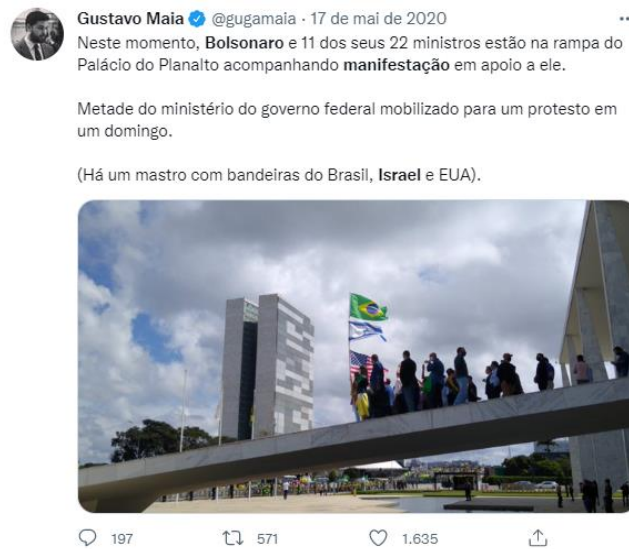 Gustavo Maia @gugamaia · 17 de mai de 2020
Neste momento, Bolsonaro e 11 dos seus 22 ministros estão na rampa do
Palácio do Planalto acompanhando manifestação em apoio a ele.
Metade do ministério do governo federal mobilizado para um protesto em
um domingo.
(Há um mastro com bandeiras do Brasil, Israel e EUA).
197 571 1.635